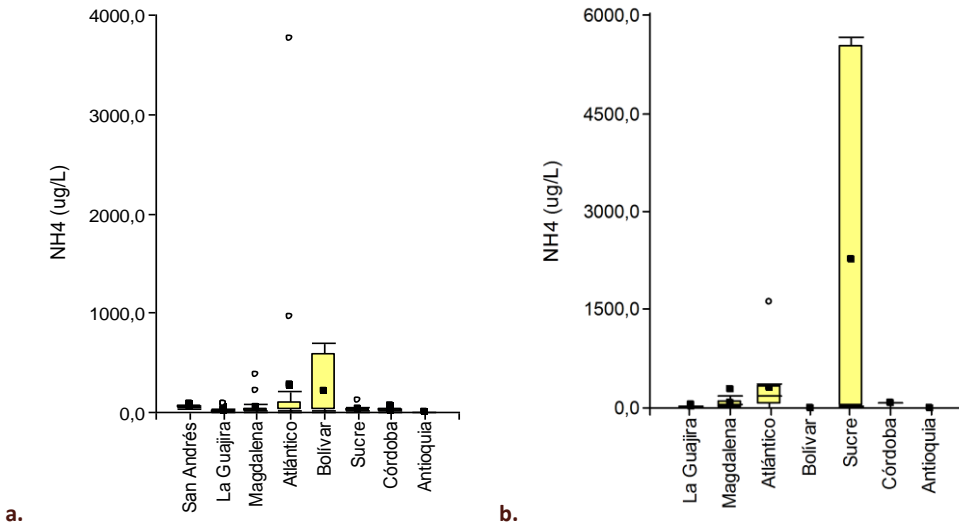 4000,0
3000,0
2000,0
1000,0
0,0
NH4 (ug/L)
San Andrés
La Guajira
Magdalena
Atlántico
Bolívar
Sucre
Córdoba
Antioquia
a.
6000,0
4500,0
3000,0
1500,0
0,0
NH4 (ug/L)
La Guajira
Magdalena
Atlántico
Bolívar
Sucre
Córdoba
Antioquia
b.